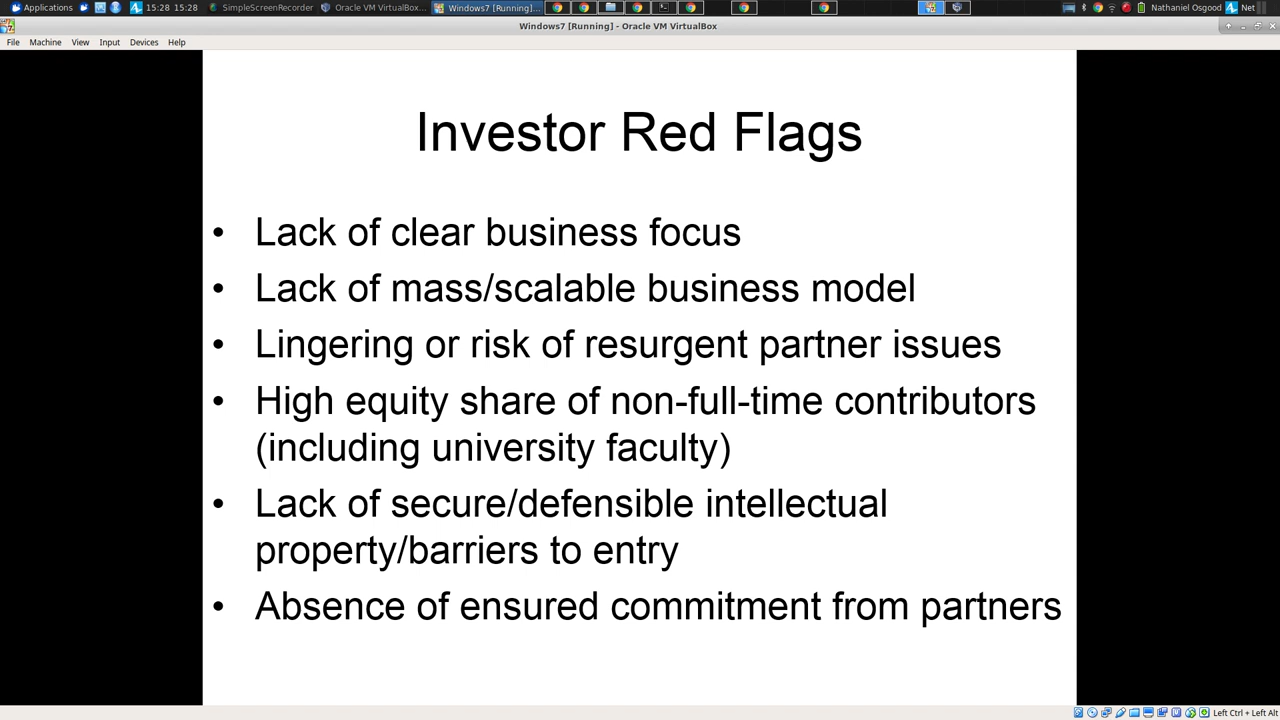 Applications
15:28 15:28
SimpleScreenRecorder
Oracle VM VirtualBox...
Windows7 [Running]...
Nathaniel Osgood
Net
Windows7 [Running] - Oracle VM VirtualBox
File Machine View Input Devices Help
Investor Red Flags
• Lack of clear business focus
• Lack of mass/scalable business model
• Lingering or risk of resurgent partner issues
• High equity share of non-full-time contributors
(including university faculty)
• Lack of secure/defensible intellectual
property/barriers to entry
• Absence of ensured commitment from partners
Left Ctrl + Left Alt